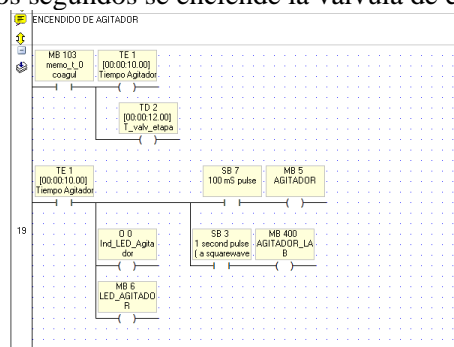 ENCENDIDO DE AGITADOR
MB 103
memo_t_0
coagul
TE 1
[00:00:10.00]
Tiempo Agitador
TD 2
[00:00:12.00]
T_valv_etapa
TE 1
[00:00:10.00]
Tiempo Agitador
SB 7
100 mS pulse
MB 5
AGITADOR
19
O 0
Ind_LED_Agita
dor
SB 3
1 second pulse
( a squarewave
MB 400
AGITADOR_LA
B
MB 6
LED_AGITADO
R